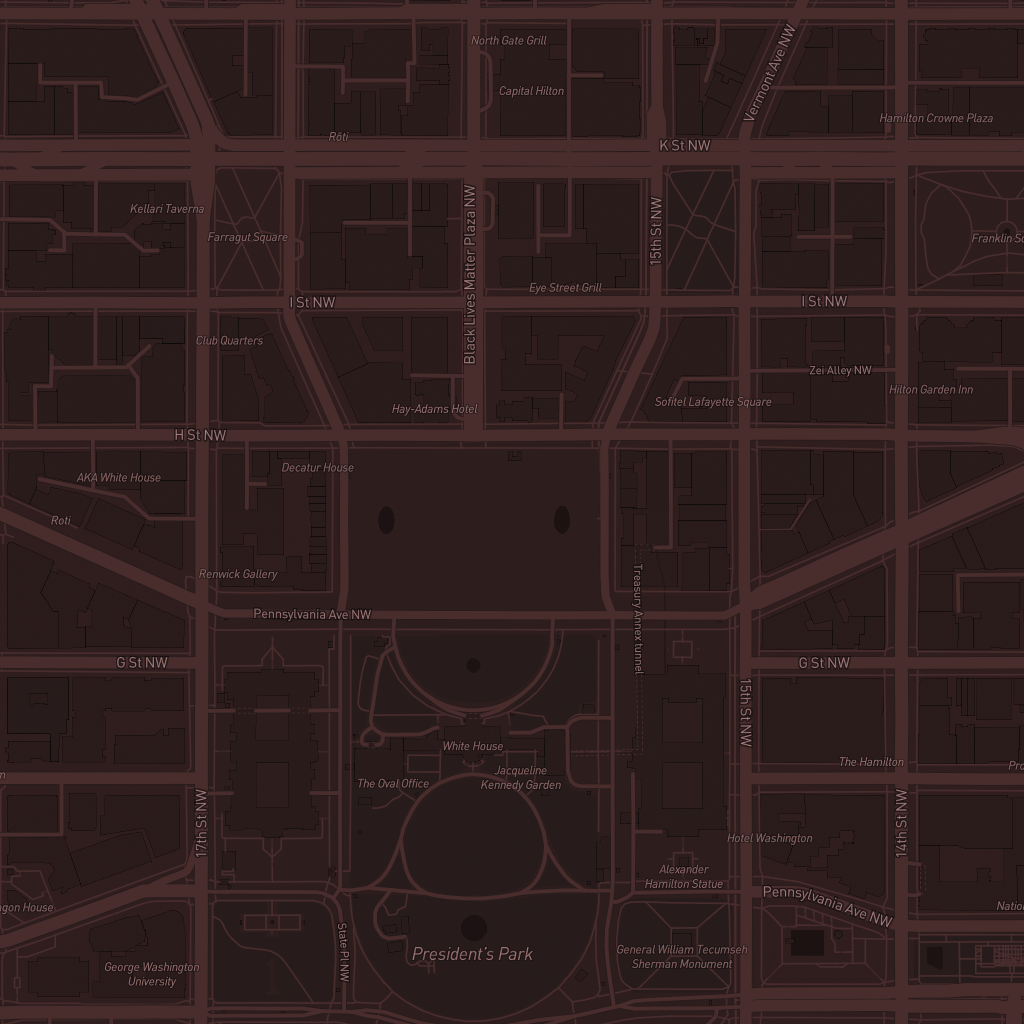 North Gate Grill
Vermont Ave NW
Capital Hilton
Hamilton Crowne Plaza
Rōti
K St NW
Kellari Taverna
Farragut Square
Black Lives Matter Plaza NW
15th St NW
Franklin Sc
Eye Street Grill
I St NW
I St NW
Club Quarters
Zei Alley NW
Hilton Garden Inn
Sofitel Lafayette Square
Hay-Adams Hotel
H St NW
Decatur House
AKA White House
Roti
Renwick Gallery
Treasury Annex tunnel
Pennsylvania Ave NW
G St NW
G St NW
15th St NW
White House
The Hamilton
Pro
n
The Oval Office
Jacqueline
Kennedy Garden
17th St NW
14th St NW
Hotel Washington
Alexander
Hamilton Statue
Pennsylvania Ave NW
agon House
Natio
State Pl NW
President's Park
General William Tecumseh
Sherman Monument
George Washington
University